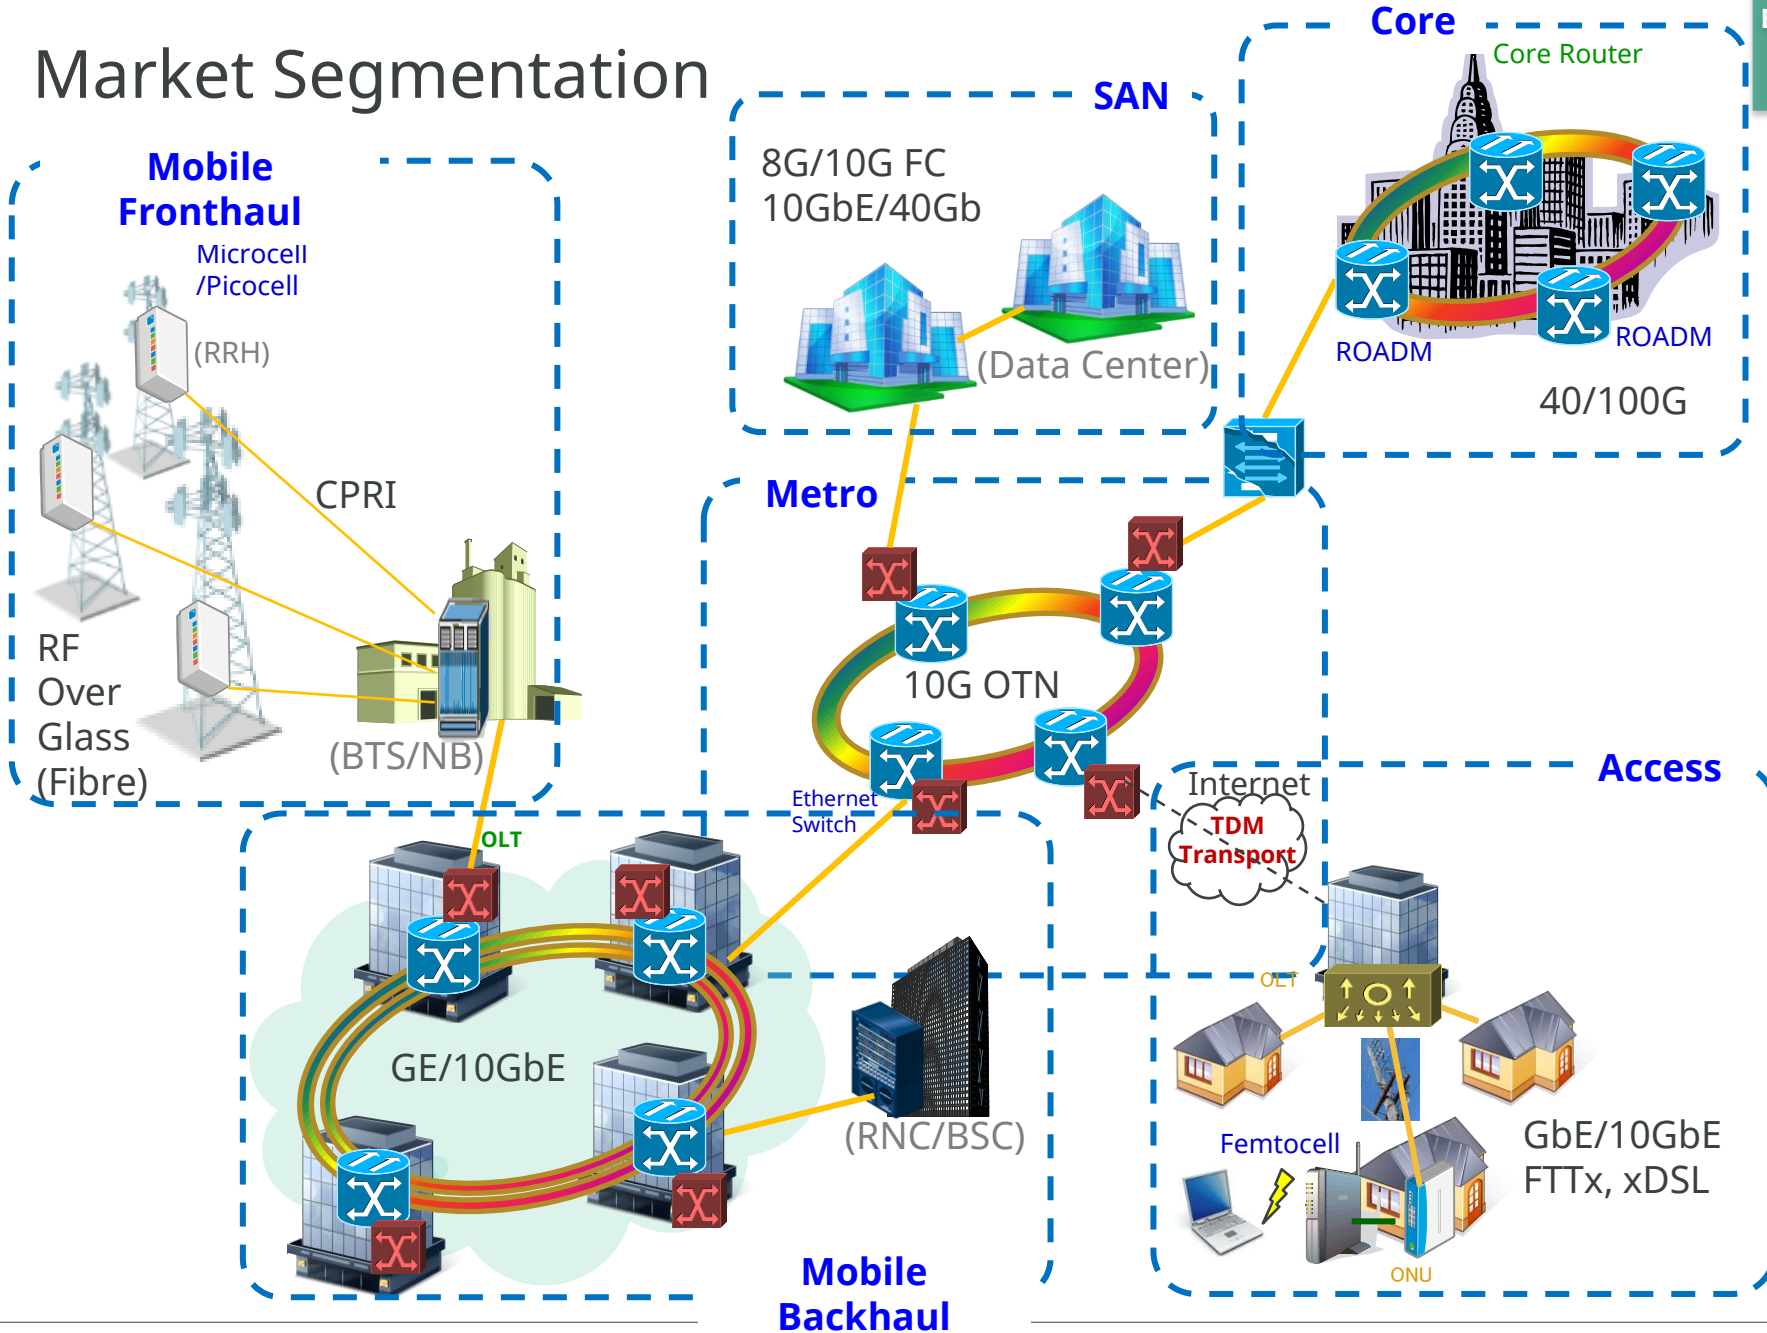 Market Segmentation
Core
Core Router
ROADM
ROADM
40/100G
SAN
8G/10G FC
10GbE/40Gb
(Data Center)
Mobile
Fronthaul
Microcell
/Picocell
(RRH)
CPRI
RF
Over
Glass
(Fibre)
(BTS/NB)
Metro
10G OTN
Ethernet
Switch
OLT
GE/10GbE
(RNC/BSC)
Mobile
Backhaul
Access
Internet
TDM
Transport
OLT
GbE/10GbE
FTTx, xDSL
Femtocell
ONU